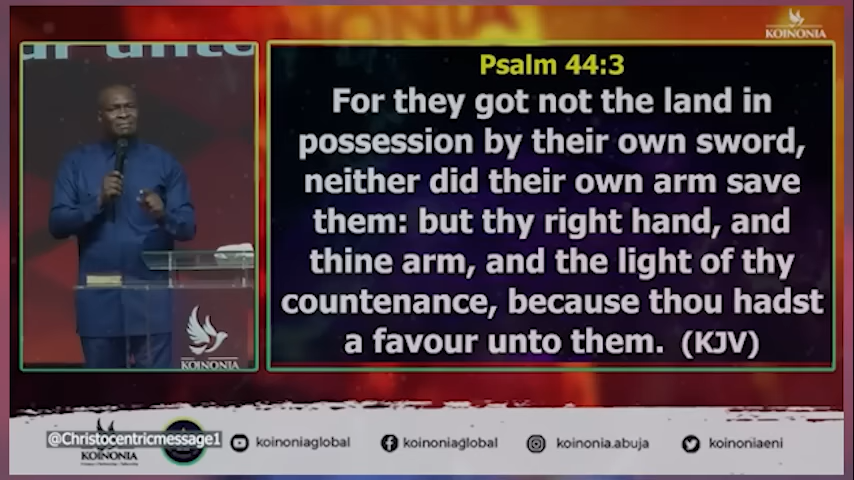 KOINONIA
Psalm 44:3
For they got not the land in
possession by their own sword,
neither did their own arm save
them: but thy right hand, and
thine arm, and the light of thy
countenance, because thou hadst
a favour unto them. (KJV)
KOINONIA
@Christocentricmessage1
KOINONIA
koinoniaglobal
koinoniaglobal
koinonia.abuja
koinoniaeni